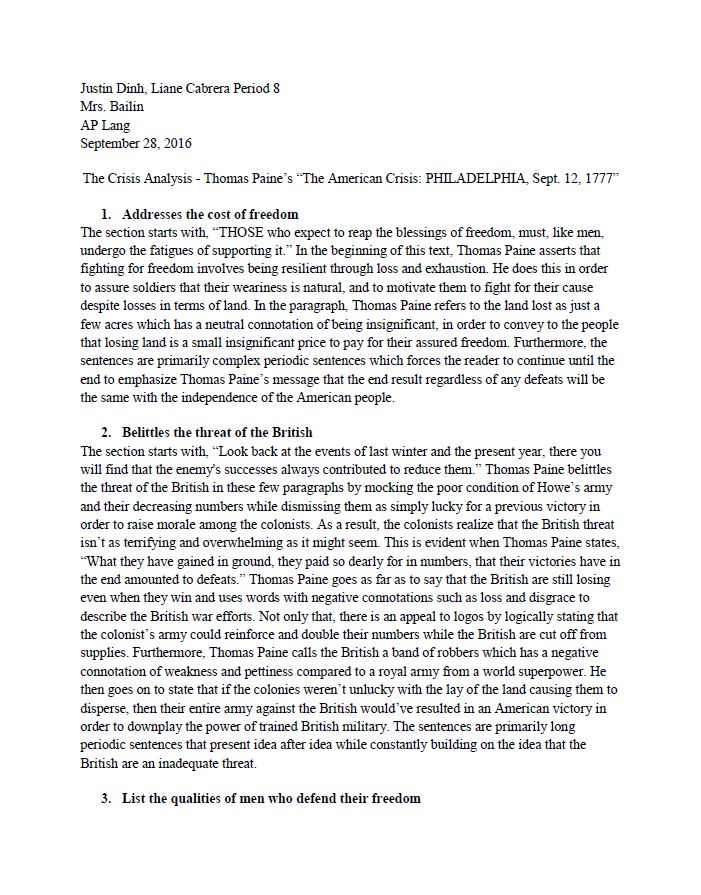 Justin Dinh, Liane Cabrera Period 8
Mrs. Bailin
AP Lang
September 28, 2016
The Crisis Analysis - Thomas Paine’s “The American Crisis: PHILADELPHIA, Sept. 12, 1777”
1. Addresses the cost of freedom
The section starts with, “THOSE who expect to reap the blessings of freedom, must, like men,
undergo the fatigues of supporting it.” In the beginning of this text, Thomas Paine asserts that
fighting for freedom involves being resilient through loss and exhaustion. He does this in order
to assure soldiers that their weariness is natural, and to motivate them to fight for their cause
despite losses in terms of land. In the paragraph, Thomas Paine refers to the land lost as just a
few acres which has a neutral connotation of being insignificant, in order to convey to the people
that losing land is a small insignificant price to pay for their assured freedom. Furthermore, the
sentences are primarily complex periodic sentences which forces the reader to continue until the
end to emphasize Thomas Paine’s message that the end result regardless of any defeats will be
the same with the independence of the American people.
2. Belittles the threat of the British
The section starts with, “Look back at the events of last winter and the present year, there you
will find that the enemy's successes always contributed to reduce them.” Thomas Paine belittles
the threat of the British in these few paragraphs by mocking the poor condition of Howe’s army
and their decreasing numbers while dismissing them as simply lucky for a previous victory in
order to raise morale among the colonists. As a result, the colonists realize that the British threat
isn’t as terrifying and overwhelming as it might seem. This is evident when Thomas Paine states,
“What they have gained in ground, they paid so dearly for in numbers, that their victories have in
the end amounted to defeats.” Thomas Paine goes as far as to say that the British are still losing
even when they win and uses words with negative connotations such as loss and disgrace to
describe the British war efforts. Not only that, there is an appeal to logos by logically stating that
the colonist’s army could reinforce and double their numbers while the British are cut off from
supplies. Furthermore, Thomas Paine calls the British a band of robbers which has a negative
connotation of weakness and pettiness compared to a royal army from a world superpower. He
then goes on to state that if the colonies weren’t unlucky with the lay of the land causing them to
disperse, then their entire army against the British would’ve resulted in an American victory in
order to downplay the power of trained British military. The sentences are primarily long
periodic sentences that present idea after idea while constantly building on the idea that the
British are an inadequate threat.
3. List the qualities of men who defend their freedom